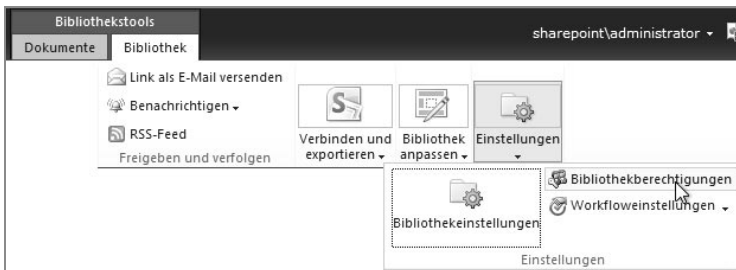 Bibliothekstools
sharepoint\administrator
Dokumente
Bibliothek
Link als E-Mail versenden
Benachrichtigen
RSS-Feed
Freigeben und verfolgen
Verbinden und
exportieren
Bibliothek
anpassen
Einstellungen
Bibliothekeinstellungen
Bibliothekberechtigungen
Workfloweinstellungen
Einstellungen